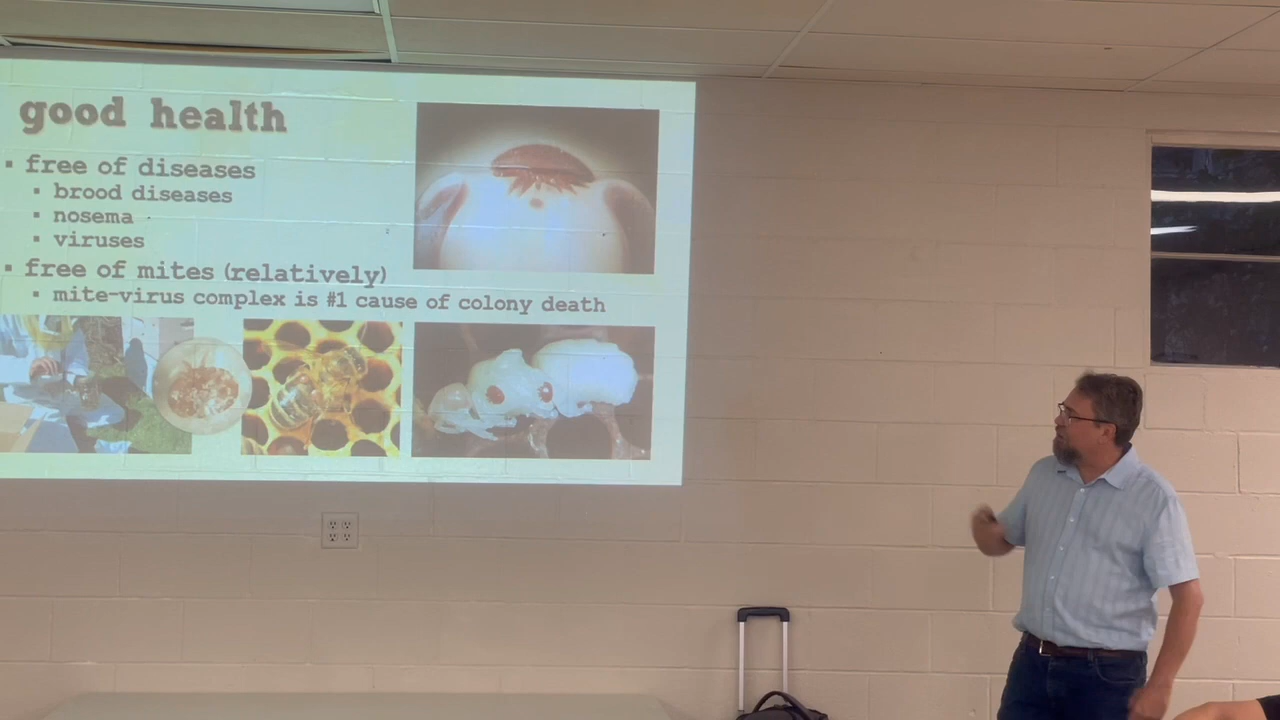 good health
▪ free of diseases
▪ brood diseases
▪ nosema
▪ viruses
▪ free of mites (relatively)
▪ mite-virus complex is #1 cause of colony death